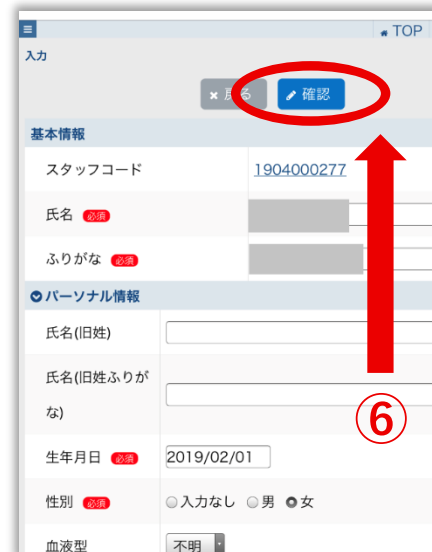 TOP
入力
戻る 確認
基本情報
スタッフコード 1904000277
氏名 必須
ふりがな 必須
パーソナル情報
氏名(旧姓)
氏名(旧姓ふりが
な)
⑥
生年月日 必須 2019/02/01
性別 必須 入力なし 男 女
血液型 不明